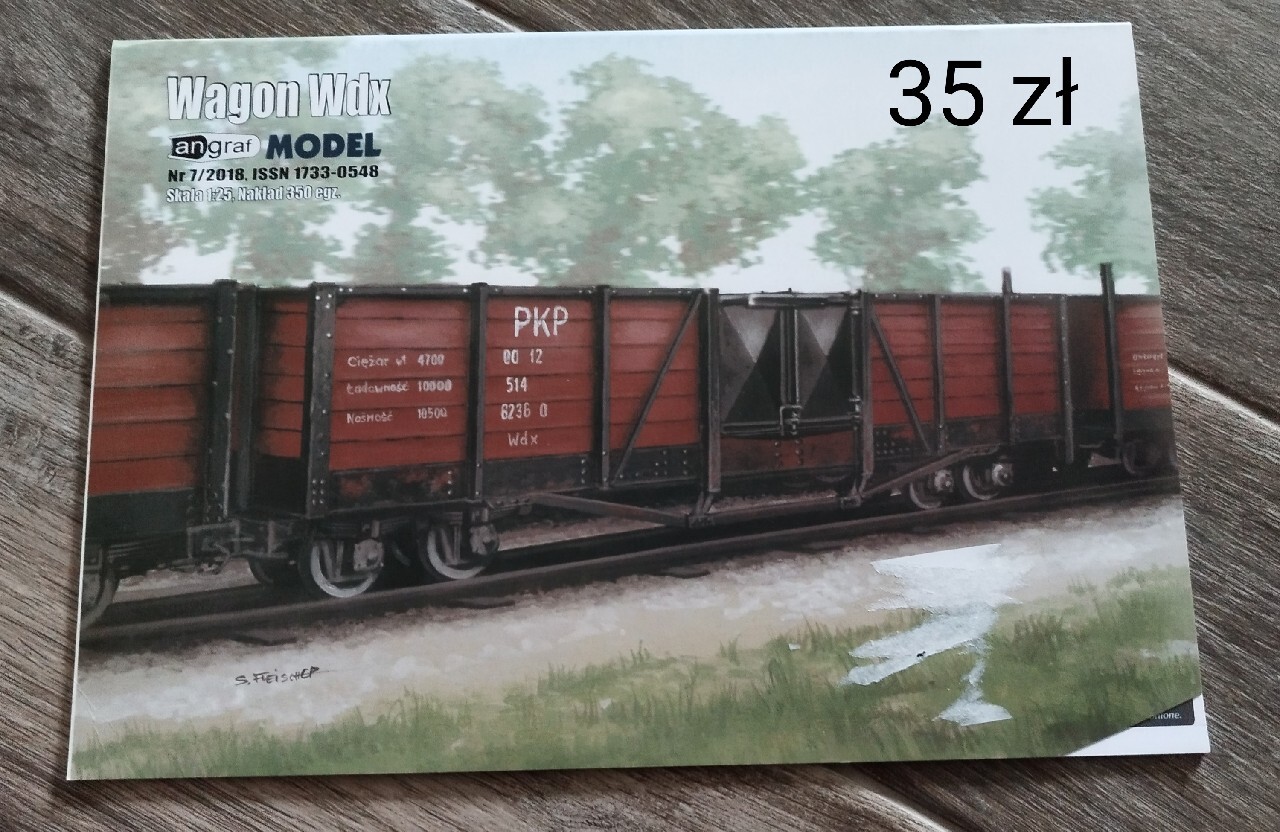 Wagon Wdx
angraf MODEL
Nr 7/2018, ISSN 1733-0548
Skala 1:25, Nakład 350 egz.
35 zł
PKP
Ciężar wł 4700
Ładowność 10000
Nośność 10500
00 12
514
6236 0
Wdx
S. FLEISCHER